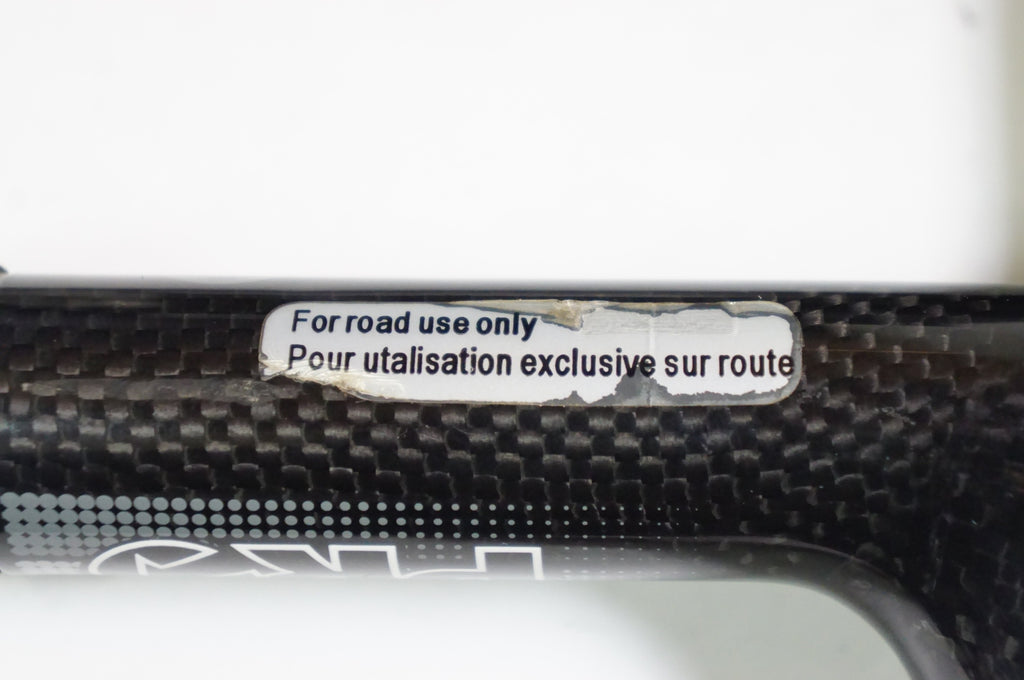 For road use only
Pour utalisation exclusive sur route